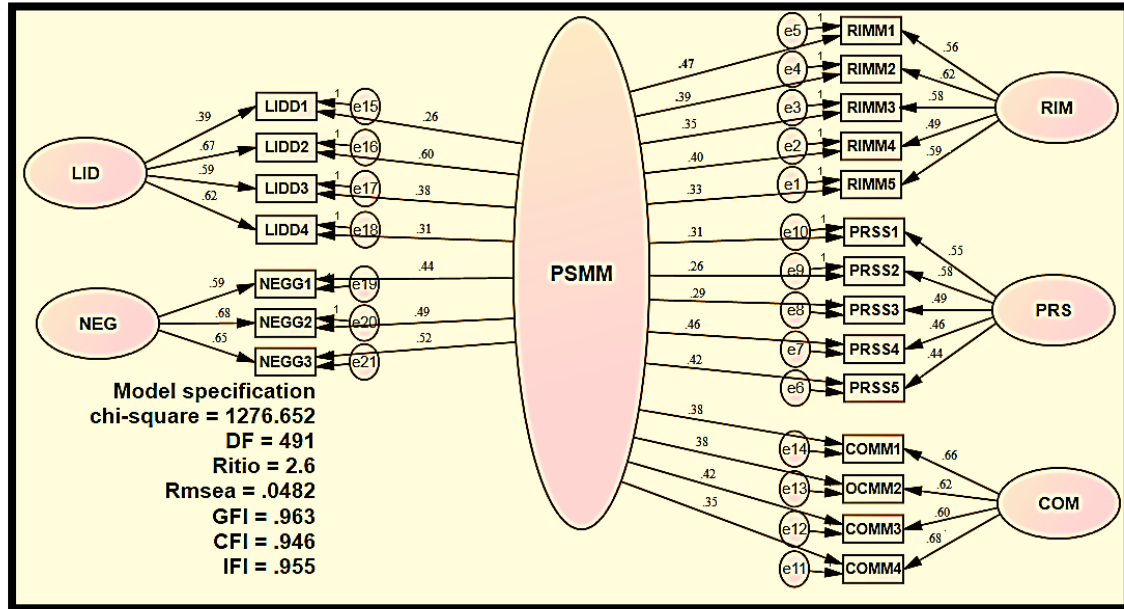 LID
.39
.67
.59
.62
LIDD1
1
e15
LIDD2
1
e16
LIDD3
1
e17
LIDD4
1
e18
.26
.60
.38
.31
NEG
.59
.68
.65
NEGG1
1
e19
NEGG2
1
e20
NEGG3
e21
.44
.49
.52
Model specification
chi-square = 1276.652
DF = 491
Ritio = 2.6
Rmsea = .0482
GFI = .963
CFI = .946
IFI = .955
PSMM
.47
.39
.35
.40
.33
e5
1
RIMM1
e4
1
RIMM2
e3
1
RIMM3
e2
1
RIMM4
e1
1
RIMM5
.56
.62
.58
.49
.59
RIM
.31
.26
.29
.46
.42
e10
1
PRSS1
e9
1
PRSS2
e8
PRSS3
e7
PRSS4
e6
PRSS5
.55
.58
.49
.46
.44
PRS
.38
.38
.42
.35
e14
COMM1
e13
OCMM2
e12
COMM3
e11
COMM4
.66
.62
.60
.68
COM